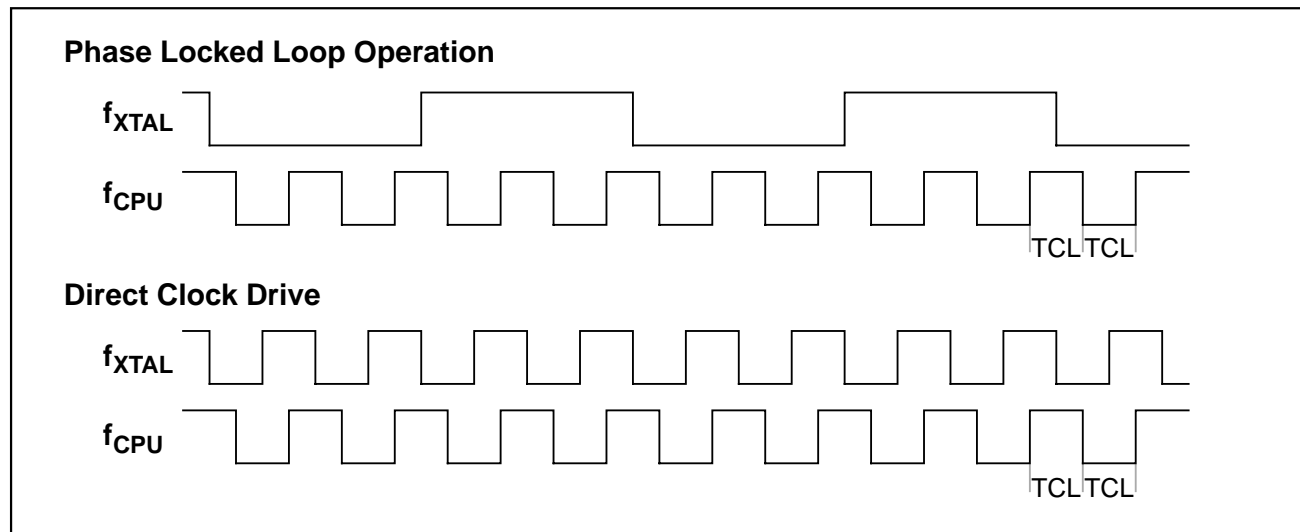 Phase Locked Loop Operation
fXTAL
fCPU
TCL TCL
Direct Clock Drive
fXTAL
fCPU
TCL TCL